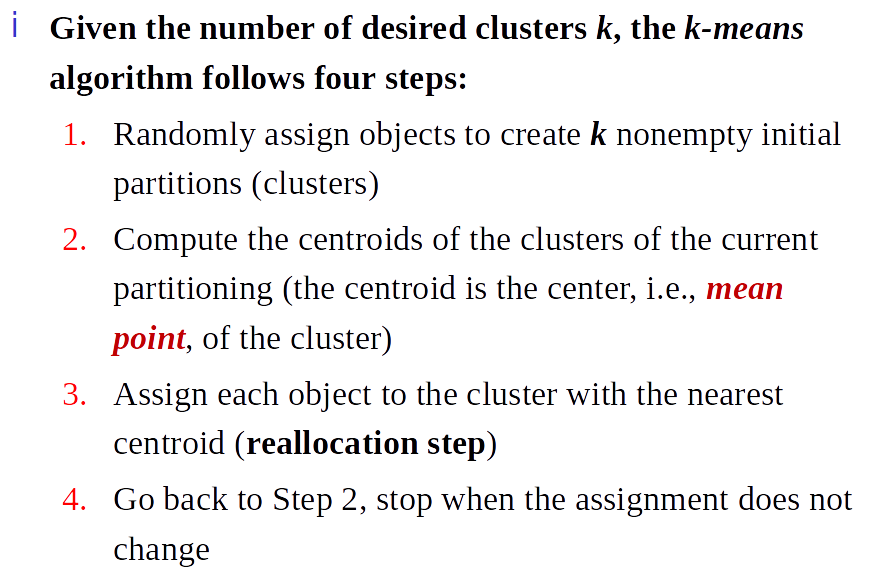 i Given the number of desired clusters k, the k-means
algorithm follows four steps:
1. Randomly assign objects to create k nonempty initial
partitions (clusters)
2. Compute the centroids of the clusters of the current
partitioning (the centroid is the center, i.e., mean
point, of the cluster)
3. Assign each object to the cluster with the nearest
centroid (reallocation step)
4. Go back to Step 2, stop when the assignment does not
change